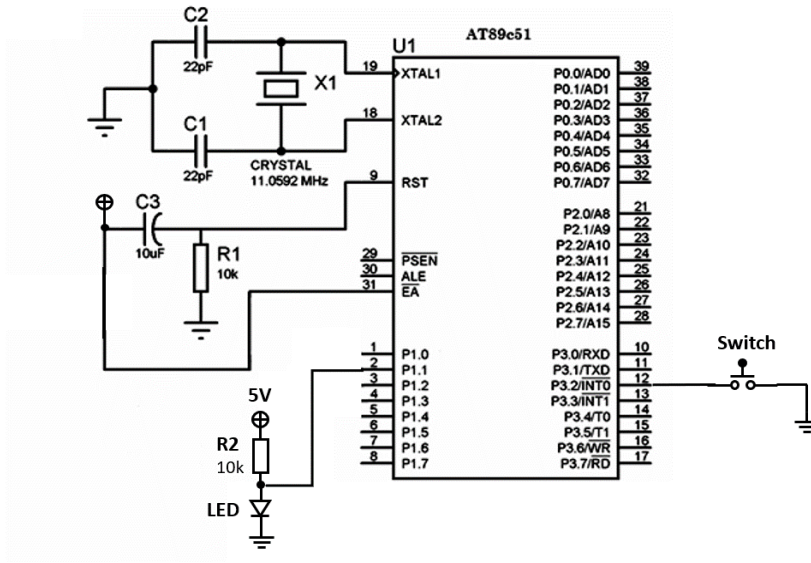 C2
22pF
C1
22pF
X1
CRYSTAL
11.0592 MHz
C3
10uF
R1
10k
5V
R2
10k
LED
AT89c51
U1
19 XTAL1
18 XTAL2
9 RST
29 PSEN
30 ALE
31 EA
1 P1.0
2 P1.1
3 P1.2
4 P1.3
5 P1.4
6 P1.5
7 P1.6
8 P1.7
P0.0/AD0 39
P0.1/AD1 38
P0.2/AD2 37
P0.3/AD3 36
P0.4/AD4 35
P0.5/AD5 34
P0.6/AD6 33
P0.7/AD7 32
P2.0/A8 21
P2.1/A9 22
P2.2/A10 23
P2.3/A11 24
P2.4/A12 25
P2.5/A13 26
P2.6/A14 27
P2.7/A15 28
P3.0/RXD 10
P3.1/TXD 11
P3.2/INT0 12
P3.3/INT1 13
P3.4/T0 14
P3.5/T1 15
P3.6/WR 16
P3.7/RD 17
Switch